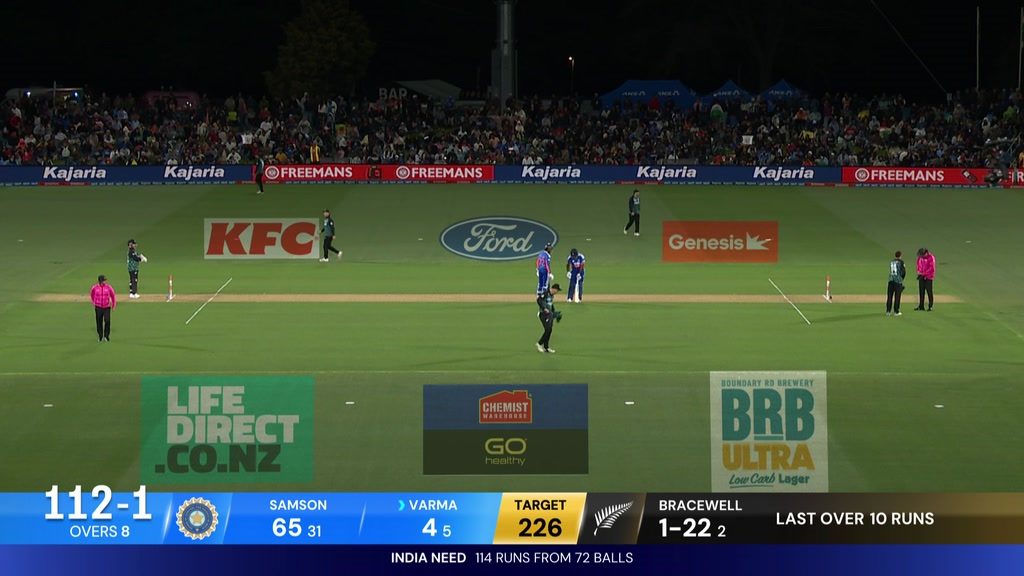 BAR
Kajaria
Kajaria
FREEMANS
FREEMANS
Kajaria
Kajaria
Kajaria
FREEMANS
KFC
Ford
Genesis
LIFE
DIRECT
.CO.NZ
CHEMIST
WAREHOUSE
GO
healthy
BOUNDARY RD BREWERY
BRB
ULTRA
Low Carb Lager
112-1
OVERS 8
SAMSON
65 31
VARMA
4 5
TARGET
226
BRACEWELL
1-22 2
LAST OVER 10 RUNS
INDIA NEED 114 RUNS FROM 72 BALLS